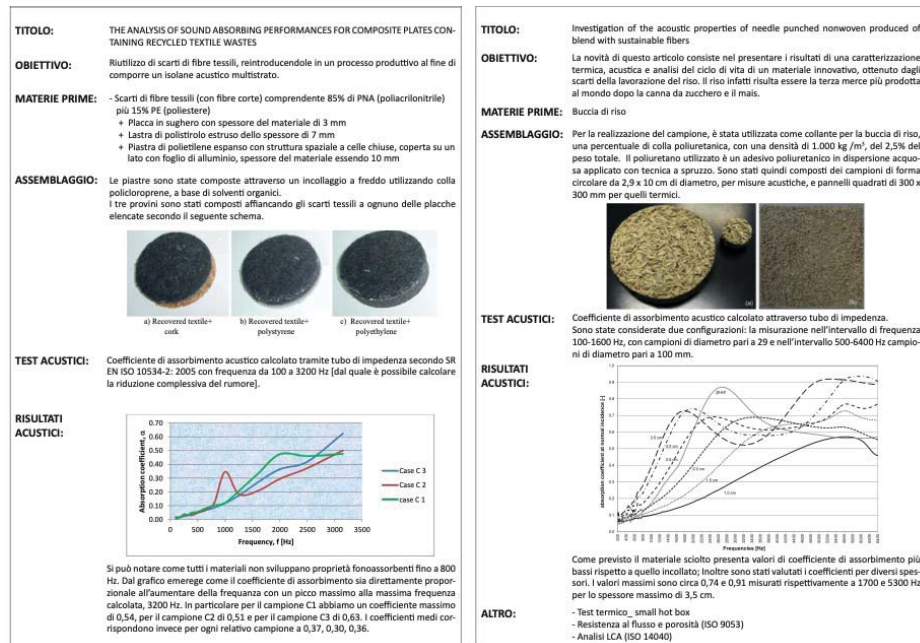 TITOLO:
THE ANALYSIS OF SOUND ABSORBING PERFORMANCES FOR COMPOSITE PLATES CON-
TAINING RECYCLED TEXTILE WASTES
OBIETTIVO:
Riutilizo di scarti di fibre tessili, reintroducendole in un processo produttivo al fine di
comporre un isolane acustico multistrato.
MATERIE PRIME:
- Scarti di fibre tessili (con fibre corte) comprendente 85% di PNA (poliacrilonitrile)
più 15% PE (poliestere)
+ Placca in sughero con spessore del materiale di 3 mm
+ Lastra di polistirolo estruso dello spessore di 7 mm
+ Piastra di polietilene espanso con struttura spaziale a celle chiuse, coperta su un
lato con foglio di alluminio, spessore del materiale essendo 10 mm
ASSEMBLAGGIO:
Le piastre sono state composte attraverso un incollaggio a freddo utilizando colla
policloroprene, a base di solventi organici.
I tre provini sono stati composti affiancando gli scarti tessili a ognuno delle placche
elencate secondo il seguente schema.
a) Recovered textile+
cork
b) Recovered textile+
polystyrene
c) Recovered textile+
polyethylene
TEST ACUSTICI:
Coefficiente di assorbimento acustico calcolato tramite tubo di impedenza secondo SR
EN ISO 10534-2: 2005 con frequenza da 100 a 3200 Hz [dal quale è possibile calcolare
la riduzione complessiva del rumore].
RISULTATI
ACUSTICI:
Absorption coefficient, α
0.70
0.60
0.50
0.40
0.30
0.20
0.10
0.00
0 500 1000 1500 2000 2500 3000 3500
Frequency, f [Hz]
Case C 3
Case C 2
case C 1
Si può notare come tutti i materiali non sviluppano proprietà fonoassorbenti fino a 800
Hz. Dal grafico emerge come il coefficiente di assorbimento sia direttamente propor-
zionale all'aumento della frequanza con un picco massimo alla massima frequenza
calcolata, 3200 Hz. In particolare per il campione C1 abbiamo un coefficiente massimo
di 0,54, per il campione C2 di 0,51 e per il campione C3 di 0,63. I coefficienti medi cor-
rispondono invece per ogni relativo campione a 0,37, 0,30, 0,36.
TITOLO:
Investigation of the acoustic properties of needle punched nonwoven produced of
blend with sustainable fibers
OBIETTIVO:
La novità di questo articolo consiste nel presentare i risultati di una caratterizzazione
termica, acustica e analisi del ciclo di vita di un materiale innovativo, ottenuto dagli
scarti della lavorazione del riso. Il riso infatti risulta essere la terza merce più prodotta
al mondo dopo la canna da zucchero e il mais.
MATERIE PRIME:
Buccia di riso
ASSEMBLAGGIO:
Per la realizzazione del campione, è stata utilizzata come collante per la buccia di riso,
una percentuale di colla poliuretanica, con una densità di 1.000 kg /m³, del 2,5% del
peso totale. Il poliuretano utilizzato è un adesivo poliuretanico in dispersione acquo-
sa applicato con tecnica a spruzzo. Sono stati quindi composti dei campioni di forma
circolare da 2,9 x 10 cm di diametro, per misure acustiche, e pannelli quadrati di 300 x
300 mm per quelli termici.
(a)
TEST ACUSTICI:
Coefficiente di assorbimento acustico calcolato attraverso tubo di impedenza.
Sono state considerate due configurazioni: la misurazione nell'intervallo di frequenza
100-1600 Hz, con campioni di diametro pari a 29 e nell'intervallo 500-6400 Hz campio-
ni di diametro pari a 100 mm.
RISULTATI
ACUSTICI:
absorption coefficient at normal incidence [-]
Frequencies [Hz]
Come previsto il materiale sciolto presenta valori di coefficiente di assorbimento più
bassi rispetto a quello incollato; Inoltre sono stati valutati i coefficienti per diversi spes-
sori. I valori massimi sono circa 0,74 e 0,91 misurati rispettivamente a 1700 e 5300 Hz
per lo spessore massimo di 3,5 cm.
ALTRO:
- Test termico_ small hot box
- Resistenza al flusso e porosità (ISO 9053)
- Analisi LCA (ISO 14040)